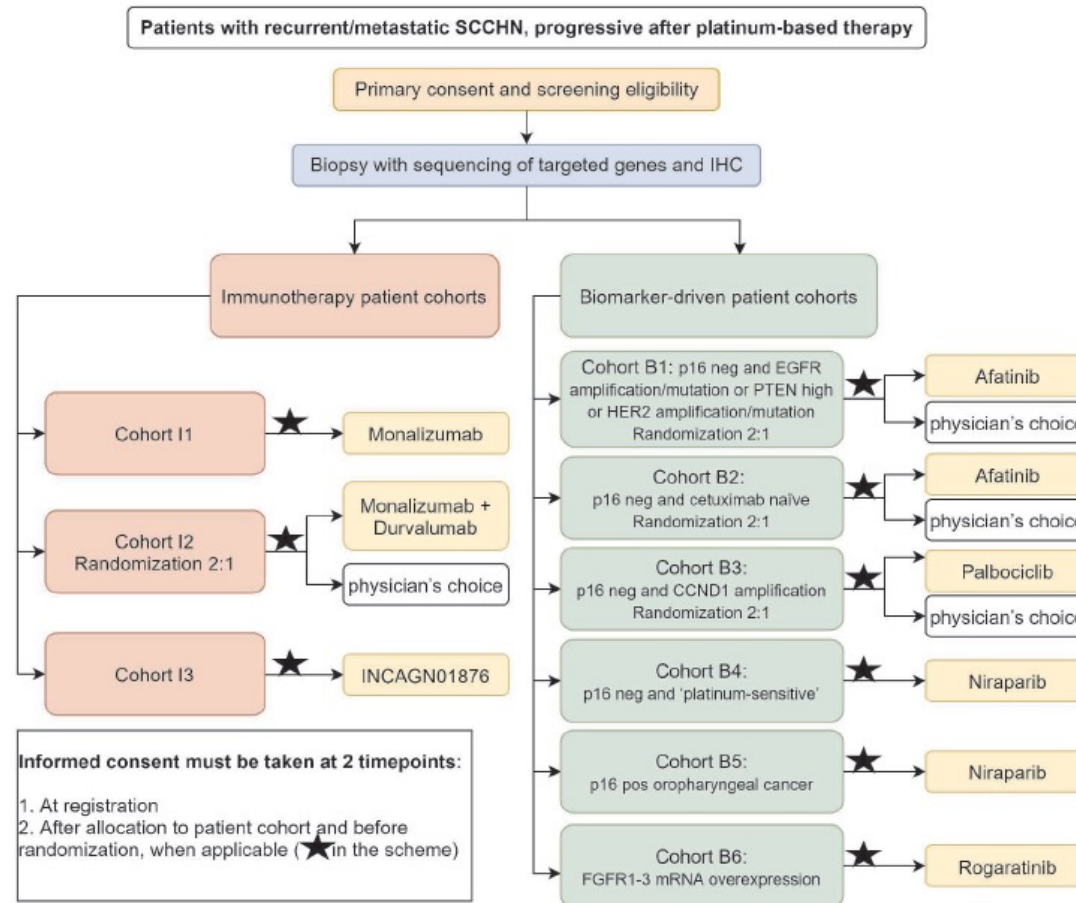 Patients with recurrent/metastatic SCCHN, progressive after platinum-based therapy
Primary consent and screening eligibility
Biopsy with sequencing of targeted genes and IHC
Immunotherapy patient cohorts
Cohort I1
Monalizumab
Cohort I2
Randomization 2:1
Monalizumab +
Durvalumab
physician's choice
Cohort I3
INCAGN01876
Informed consent must be taken at 2 timepoints:
1. At registration
2. After allocation to patient cohort and before
randomization, when applicable (★in the scheme)
Biomarker-driven patient cohorts
Cohort B1: p16 neg and EGFR
amplification/mutation or PTEN high
or HER2 amplification/mutation
Randomization 2:1
Afatinib
physician's choice
Cohort B2:
p16 neg and cetuximab naïve
Randomization 2:1
Afatinib
physician's choice
Cohort B3:
p16 neg and CCND1 amplification
Randomization 2:1
Palbociclib
physician's choice
Cohort B4:
p16 neg and 'platinum-sensitive'
Niraparib
Cohort B5:
p16 pos oropharyngeal cancer
Niraparib
Cohort B6:
FGFR1-3 mRNA overexpression
Rogaratinib